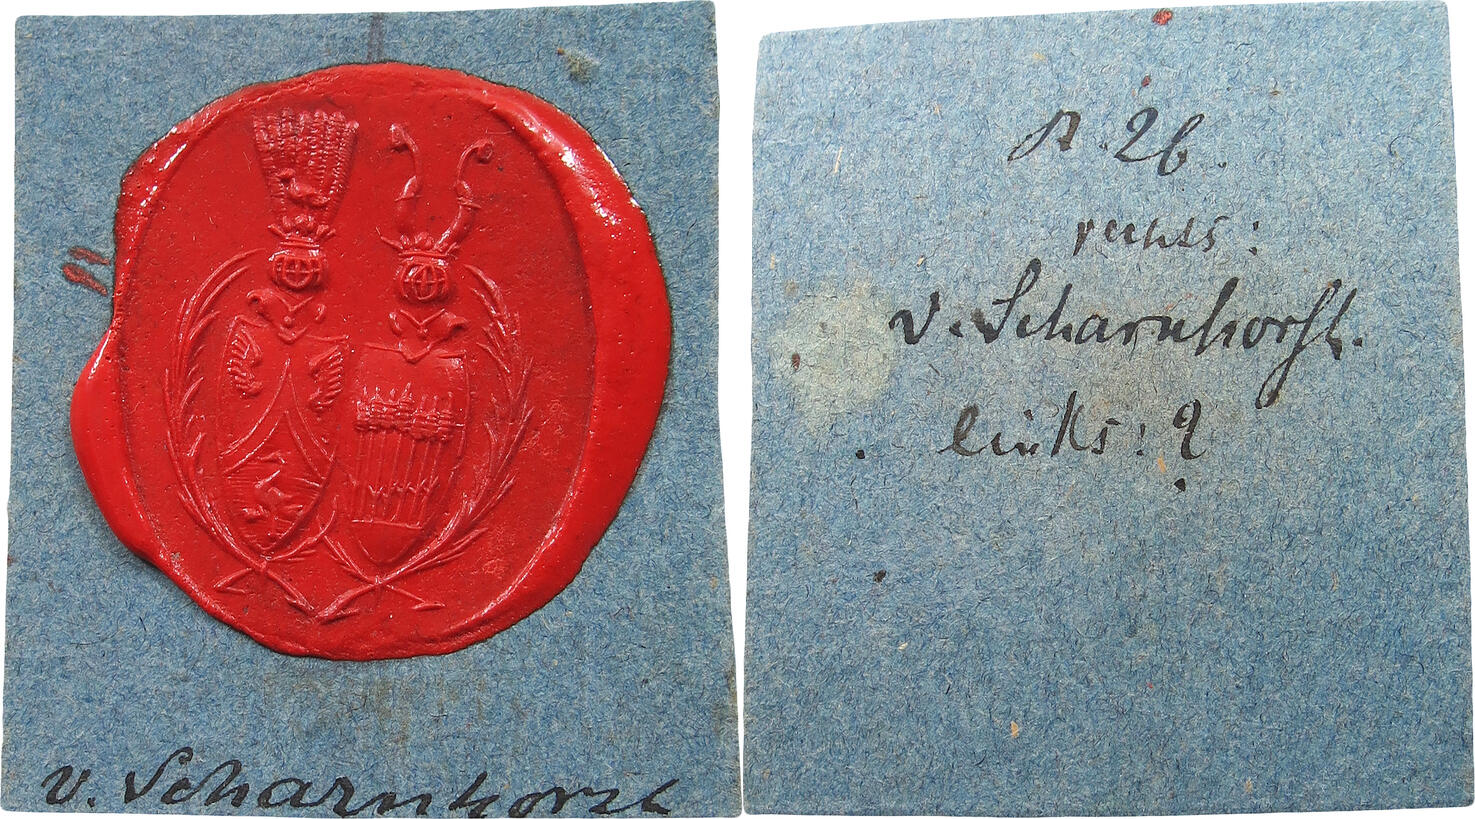 v. Scharnhorst
A. 26.
rechts:
v. Scharnhorst.
links: ?